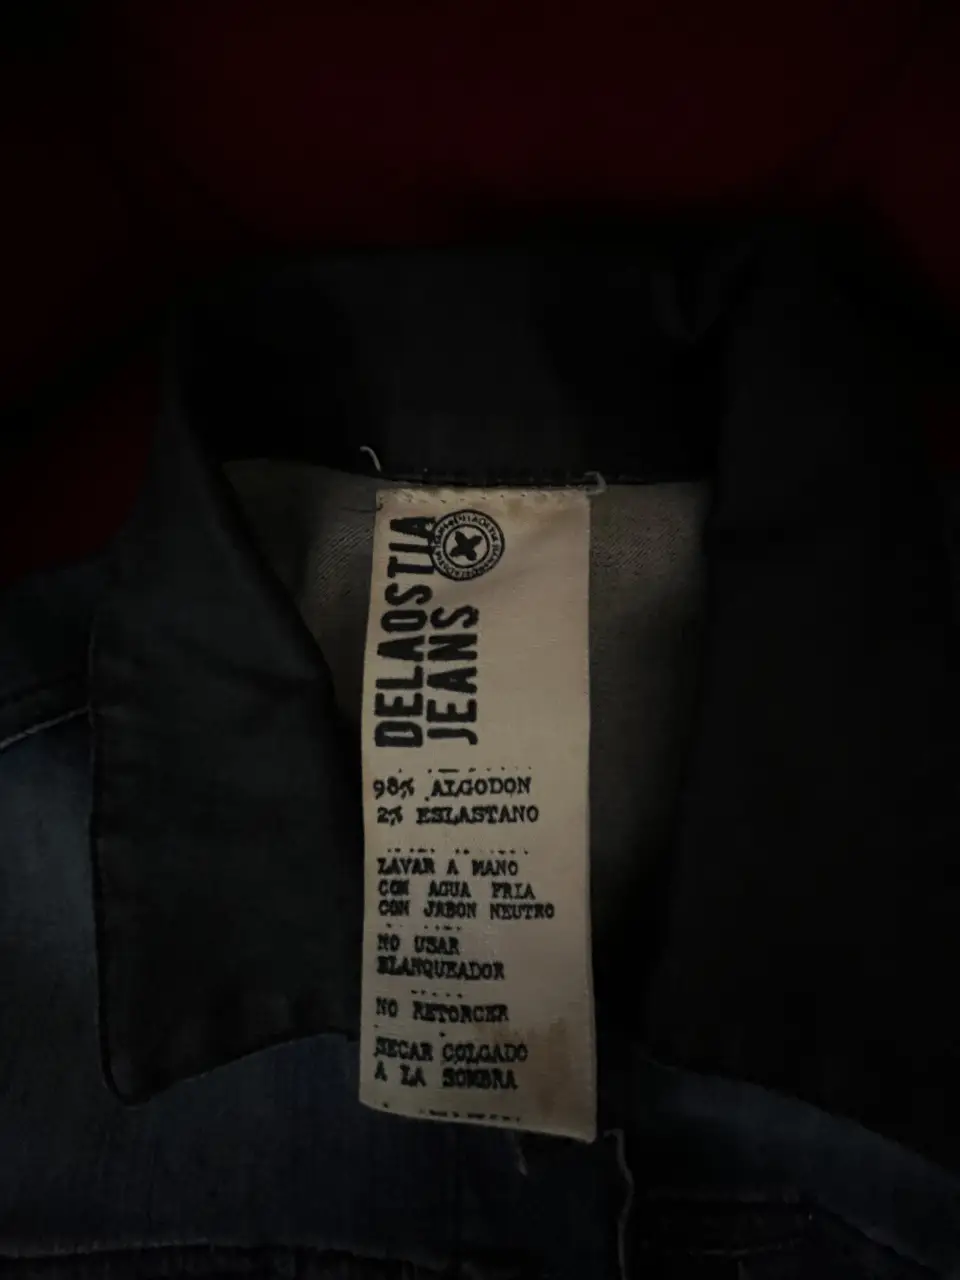 DELAOSTIA
JEANS
98% ALGODON
2% ESLASTANO
LAVAR A MANO
CON AGUA FRIA
CON JABON NEUTRO
NO USAR
BLANQUEADOR
NO RETORCER
SECAR COLGADO
A LA SOMBRA